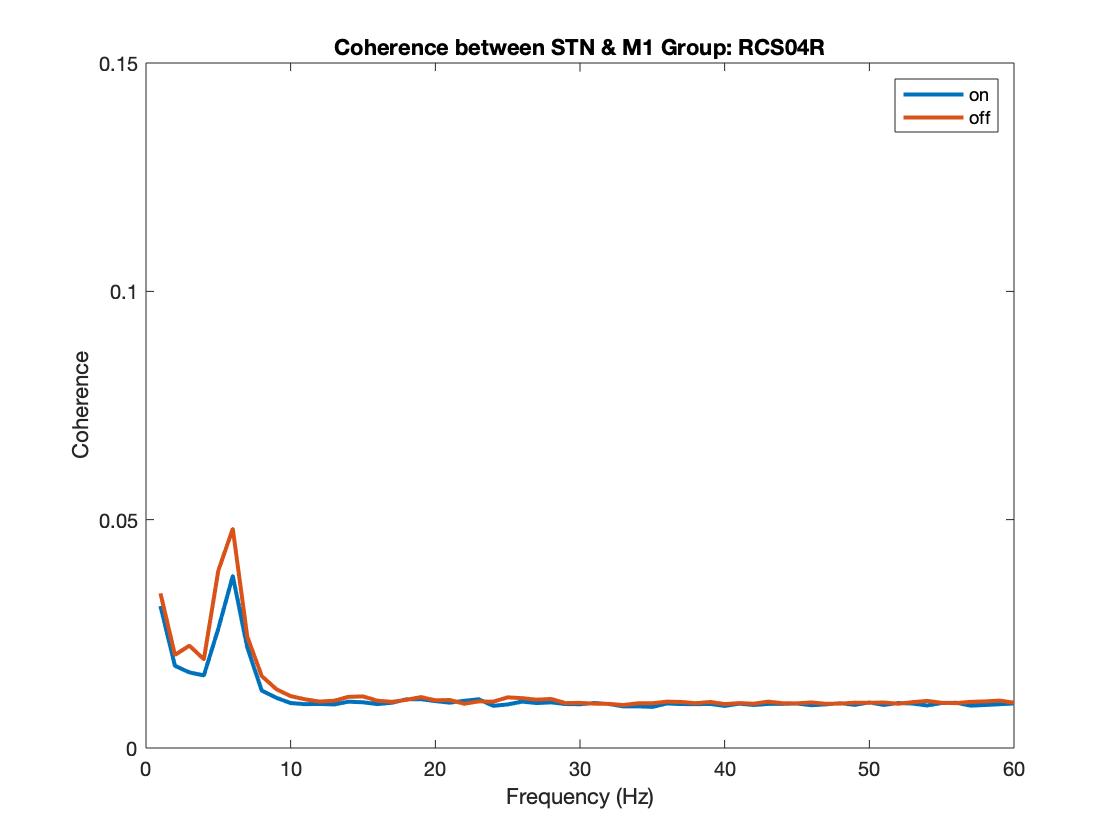 Coherence between STN & M1 Group: RCS04R
0.15
0.1
0.05
0
Coherence
on
off
0 10 20 30 40 50 60
Frequency (Hz)